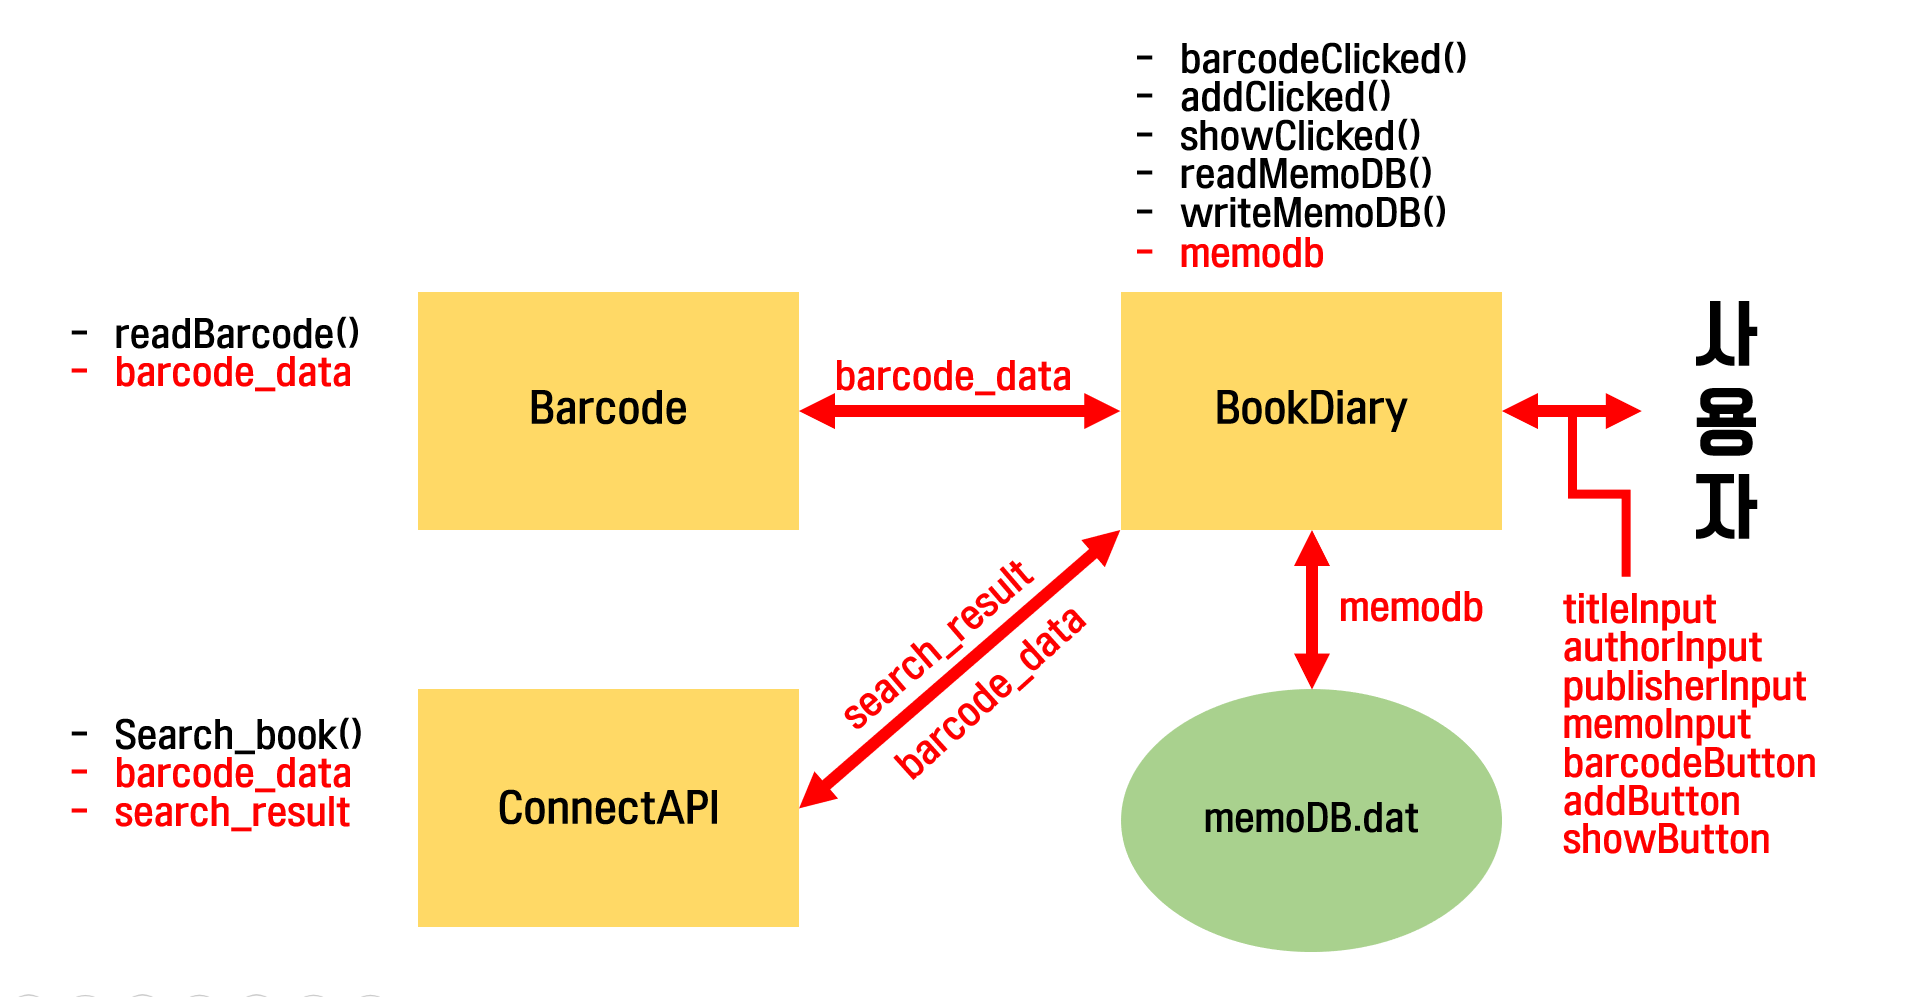 - barcodeClicked()
- addClicked()
- showClicked()
- readMemoDB()
- writeMemoDB()
- memodb
- readBarcode()
- barcode_data
Barcode
barcode_data
BookDiary
사용자
search_result
barcode_data
memodb
titleInput
authorInput
publisherInput
memoInput
barcodeButton
addButton
showButton
- Search_book()
- barcode_data
- search_result
ConnectAPI
memoDB.dat